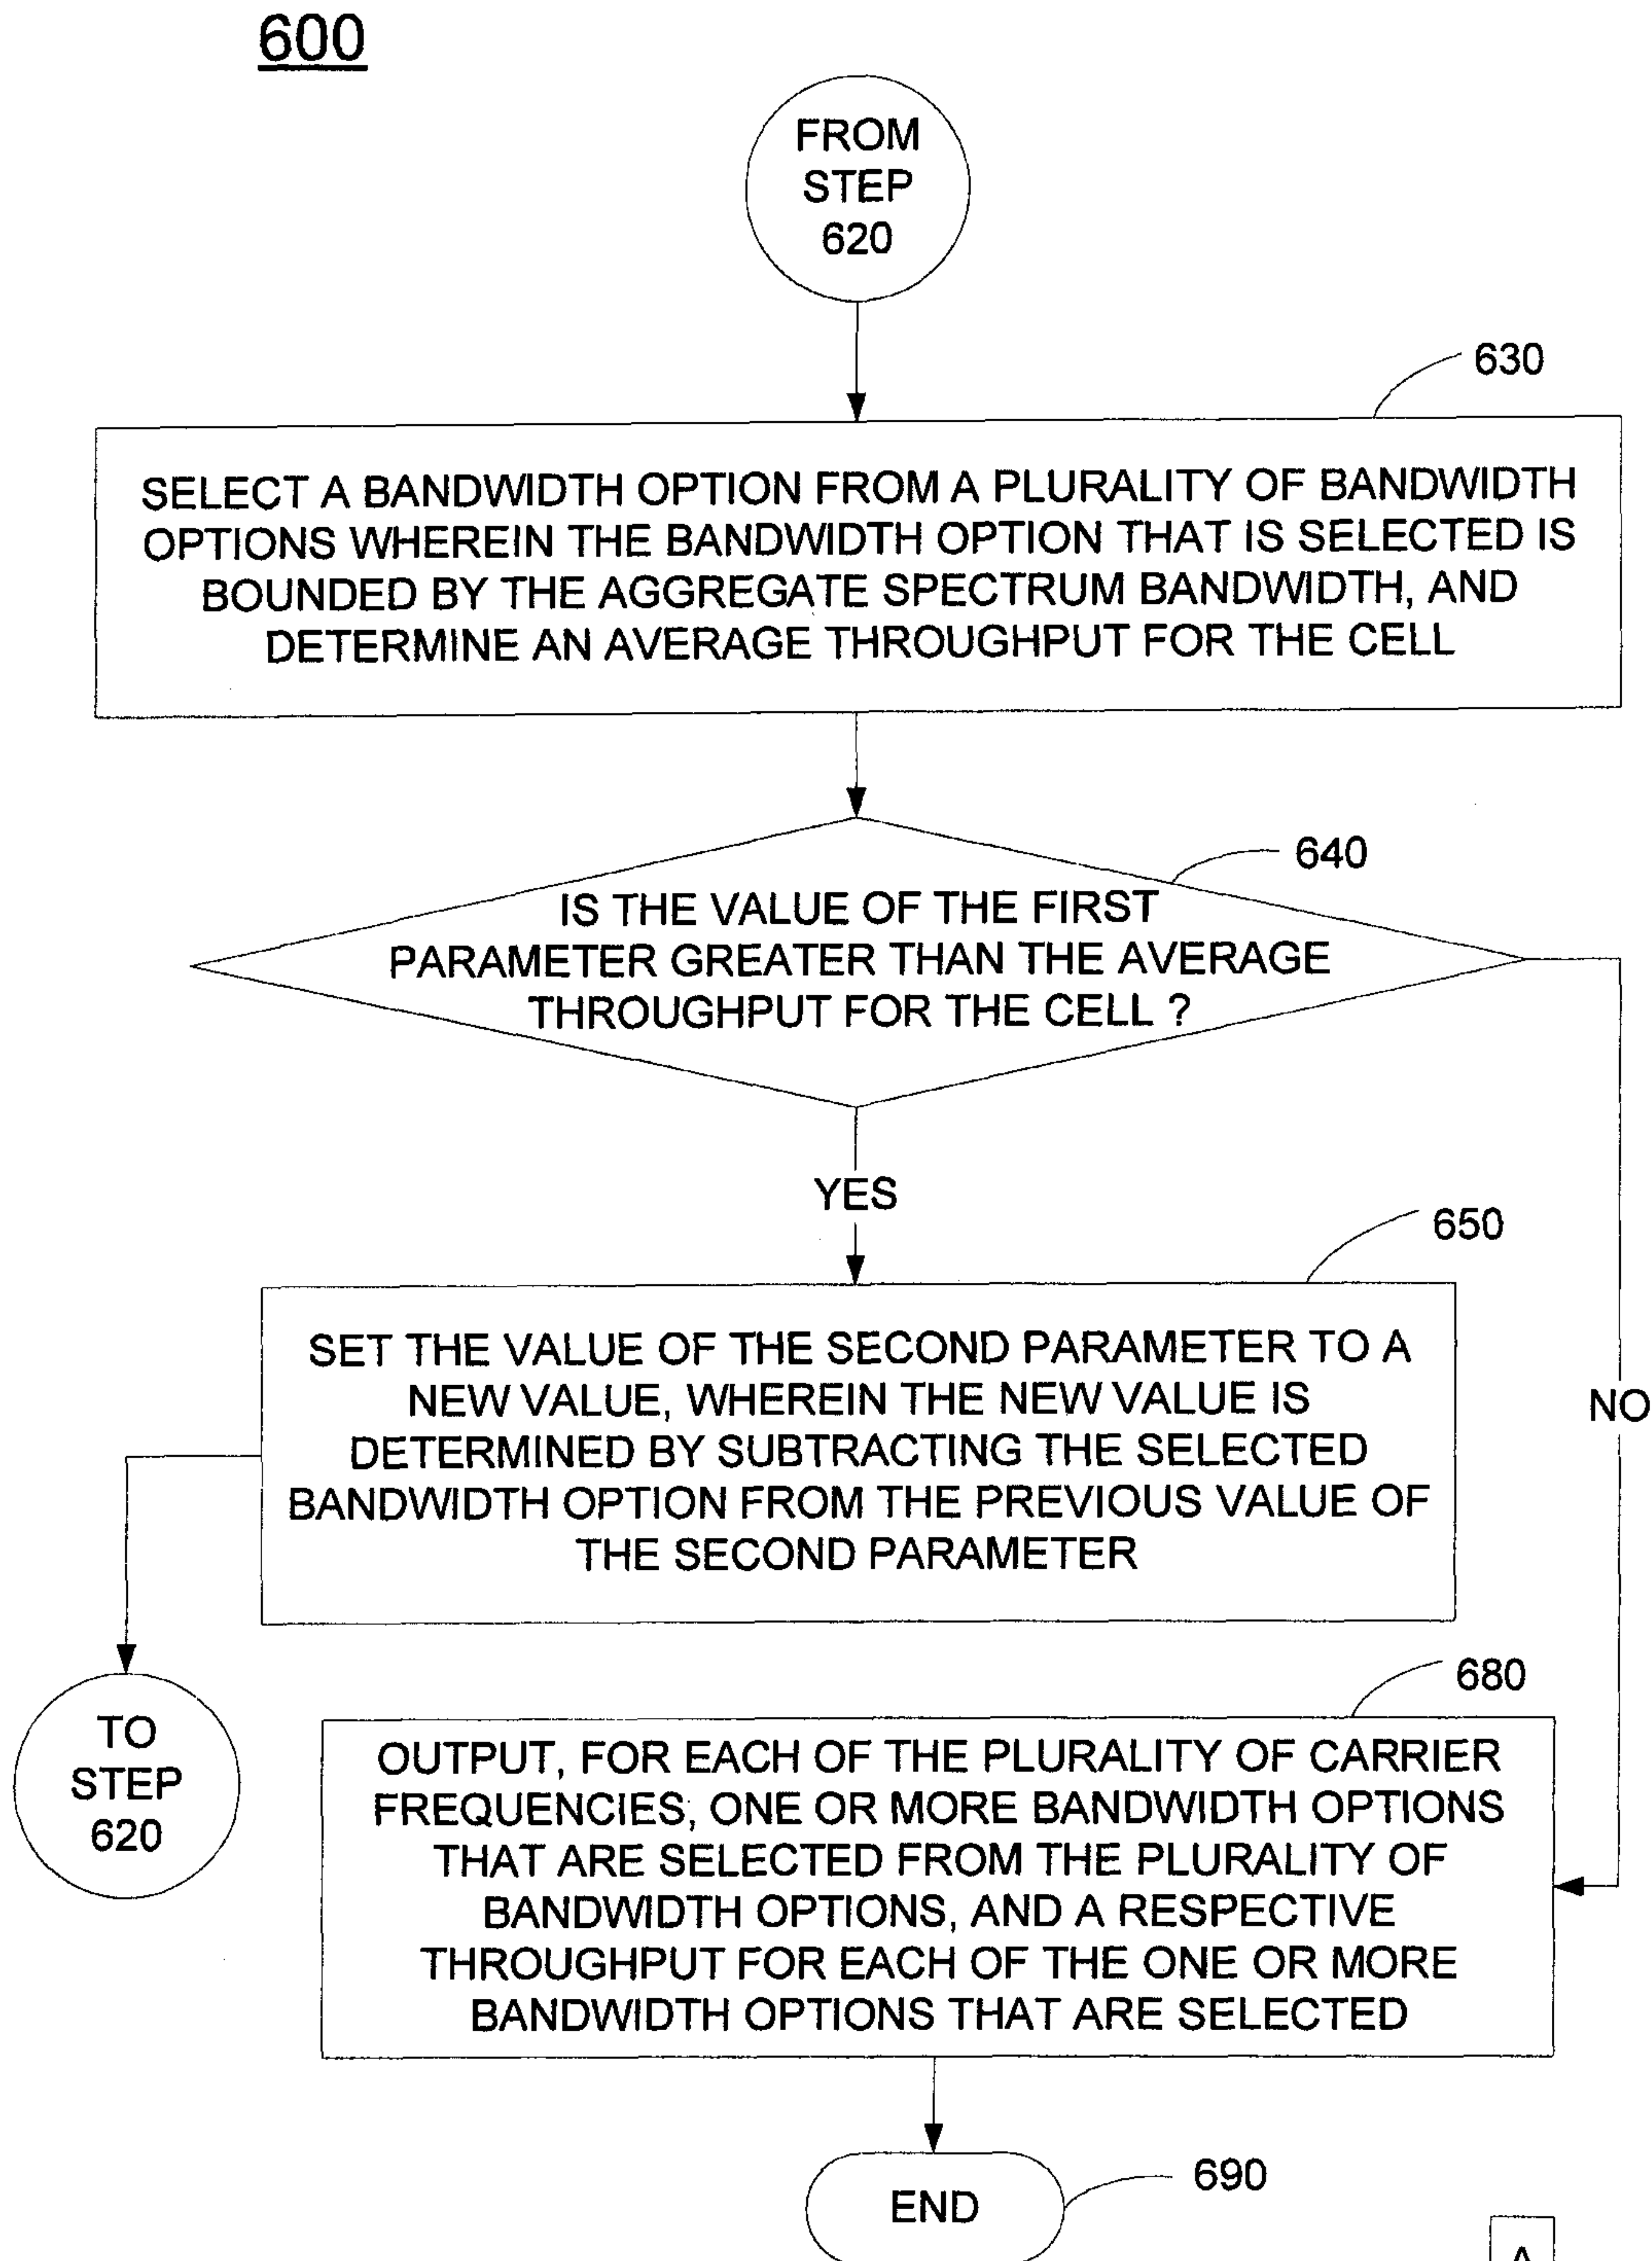 600
FROM
STEP
620
630
SELECT A BANDWIDTH OPTION FROM A PLURALITY OF BANDWIDTH
OPTIONS WHEREIN THE BANDWIDTH OPTION THAT IS SELECTED IS
BOUNDED BY THE AGGREGATE SPECTRUM BANDWIDTH, AND
DETERMINE AN AVERAGE THROUGHPUT FOR THE CELL
640
IS THE VALUE OF THE FIRST
PARAMETER GREATER THAN THE AVERAGE
THROUGHPUT FOR THE CELL ?
YES
650
SET THE VALUE OF THE SECOND PARAMETER TO A
NEW VALUE, WHEREIN THE NEW VALUE IS
DETERMINED BY SUBTRACTING THE SELECTED
BANDWIDTH OPTION FROM THE PREVIOUS VALUE OF
THE SECOND PARAMETER
NO
TO
STEP
620
680
OUTPUT, FOR EACH OF THE PLURALITY OF CARRIER
FREQUENCIES, ONE OR MORE BANDWIDTH OPTIONS
THAT ARE SELECTED FROM THE PLURALITY OF
BANDWIDTH OPTIONS, AND A RESPECTIVE
THROUGHPUT FOR EACH OF THE ONE OR MORE
BANDWIDTH OPTIONS THAT ARE SELECTED
690
END
A